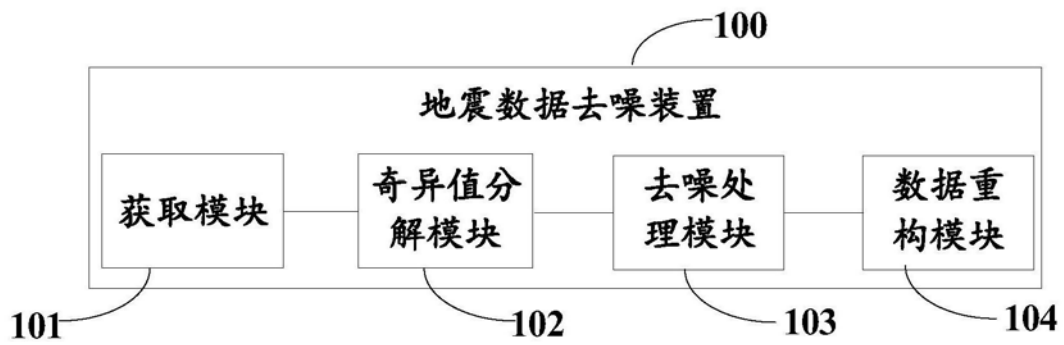 100
地震数据去噪装置
获取模块
奇异值分
解模块
去噪处
理模块
数据重
构模块
101
102
103
104